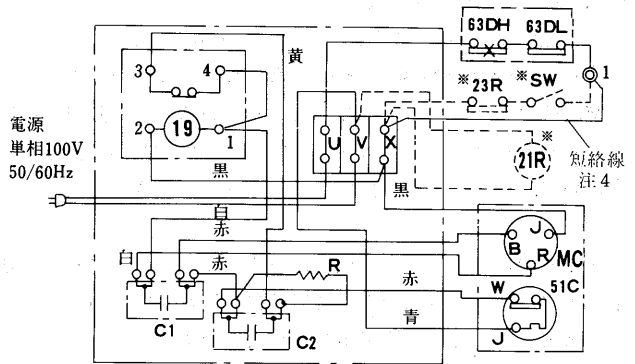 63DH 63DL
X
黄
3 4
※23R ※SW 1
19
2 1
U V X
電源
単相100V
50/60Hz
※
21R
短絡線
注4
黒
黒
白
赤
J
B R MC
白 赤 R
赤
51C
W
青
J
C1 C2